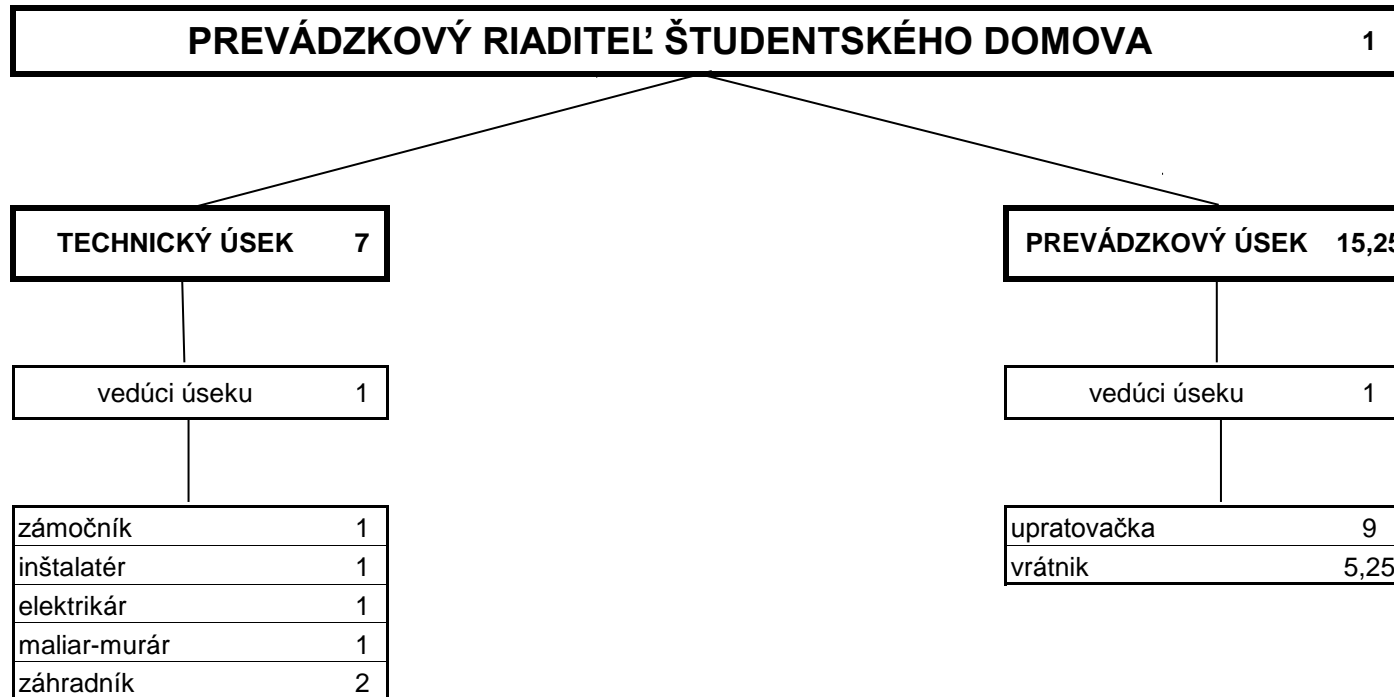 PREVÁDZKOVÝ RIADITEĽ ŠTUDENTSKÉHO DOMOVA 1
TECHNICKÝ ÚSEK 7
PREVÁDZKOVÝ ÚSEK 15,25
vedúci úseku 1
vedúci úseku 1
zámočník 1
inštalatér 1
elektrikár 1
maliar-murár 1
záhradník 2
upratovačka 9
vrátnik 5,25